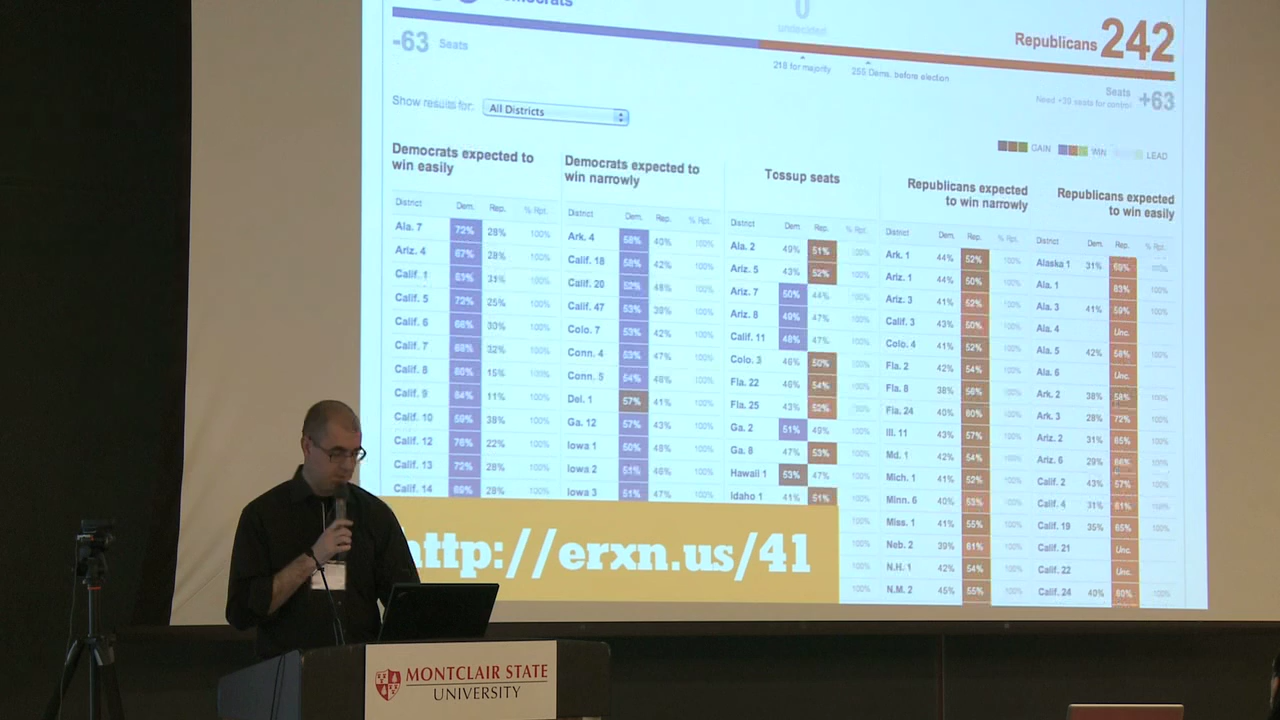 Democrats
0
undecided
Republicans 242
-63 Seats
218 for majority
255 Dems. before election
Seats +63
Need +39 seats for control
Show results for: All Districts
GAIN WIN LEAD
Democrats expected to win easily
District Dem. Rep. % Rpt.
Ala. 7 72% 28% 100%
Ariz. 4 67% 28% 100%
Calif. 1 63% 31% 100%
Calif. 5 72% 25% 100%
Calif. 6 66% 30% 100%
Calif. 7 68% 32% 100%
Calif. 8 80% 15% 100%
Calif. 9 84% 11% 100%
Calif. 10 59% 38% 100%
Calif. 12 76% 22% 100%
Calif. 13 72% 28% 100%
Calif. 14 69% 28% 100%
Democrats expected to win narrowly
District Dem. Rep. % Rpt.
Ark. 4 58% 40% 100%
Calif. 18 58% 42% 100%
Calif. 20 52% 48% 100%
Calif. 47 53% 39% 100%
Colo. 7 53% 42% 100%
Conn. 4 53% 47% 100%
Conn. 5 54% 46% 100%
Del. 1 57% 41% 100%
Ga. 12 57% 43% 100%
Iowa 1 50% 48% 100%
Iowa 2 51% 46% 100%
Iowa 3 51% 47% 100%
Tossup seats
District Dem. Rep. % Rpt.
Ala. 2 49% 51% 100%
Ariz. 5 43% 52% 100%
Ariz. 7 50% 44% 100%
Ariz. 8 49% 47% 100%
Calif. 11 48% 47% 100%
Colo. 3 46% 50% 100%
Fla. 22 46% 54% 100%
Fla. 25 43% 52% 100%
Ga. 2 51% 49% 100%
Ga. 8 47% 53% 100%
Hawaii 1 53% 47% 100%
Idaho 1 41% 51% 100%
Republicans expected to win narrowly
District Dem. Rep. % Rpt.
Ark. 1 44% 52% 100%
Ariz. 1 44% 50% 100%
Ariz. 3 41% 52% 100%
Calif. 3 43% 50% 100%
Colo. 4 41% 52% 100%
Fla. 2 42% 54% 100%
Fla. 8 38% 56% 100%
Fla. 24 40% 60% 100%
Ill. 11 43% 57% 100%
Md. 1 42% 54% 100%
Mich. 1 41% 52% 100%
Minn. 6 40% 53% 100%
100% Miss. 1 41% 55% 100%
100% Neb. 2 39% 61% 100%
100% N.H. 1 42% 54% 100%
100% N.M. 2 45% 55% 100%
Republicans expected to win easily
District Dem. Rep. % Rpt.
Alaska 1 31% 69% 100%
Ala. 1 83% 100%
Ala. 3 41% 59% 100%
Ala. 4 Unc.
Ala. 5 42% 58% 100%
Ala. 6 Unc.
Ark. 2 38% 58% 100%
Ark. 3 28% 72% 100%
Ariz. 2 31% 65% 100%
Ariz. 6 29% 66% 100%
Calif. 2 43% 57% 100%
Calif. 4 31% 61%
Calif. 19 35% 65% 100%
Calif. 21 Unc.
Calif. 22 Unc.
Calif. 24 40% 60% 100%
http://erxn.us/41
MONTCLAIR STATE
UNIVERSITY